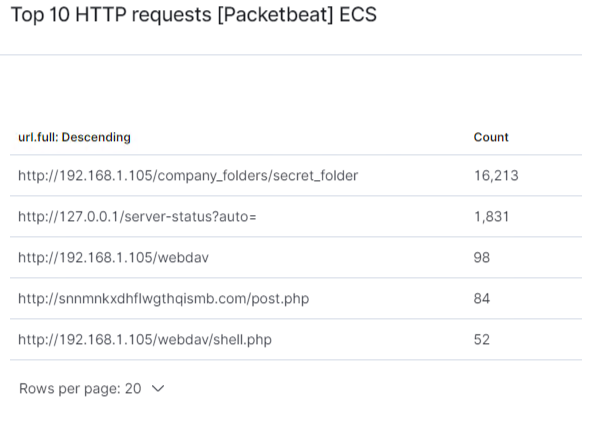 Top 10 HTTP requests [Packetbeat] ECS
url.full: Descending Count
http://192.168.1.105/company_folders/secret_folder 16,213
http://127.0.0.1/server-status?auto= 1,831
http://192.168.1.105/webdav 98
http://snnmnkxdhflwgthqismb.com/post.php 84
http://192.168.1.105/webdav/shell.php 52
Rows per page: 20